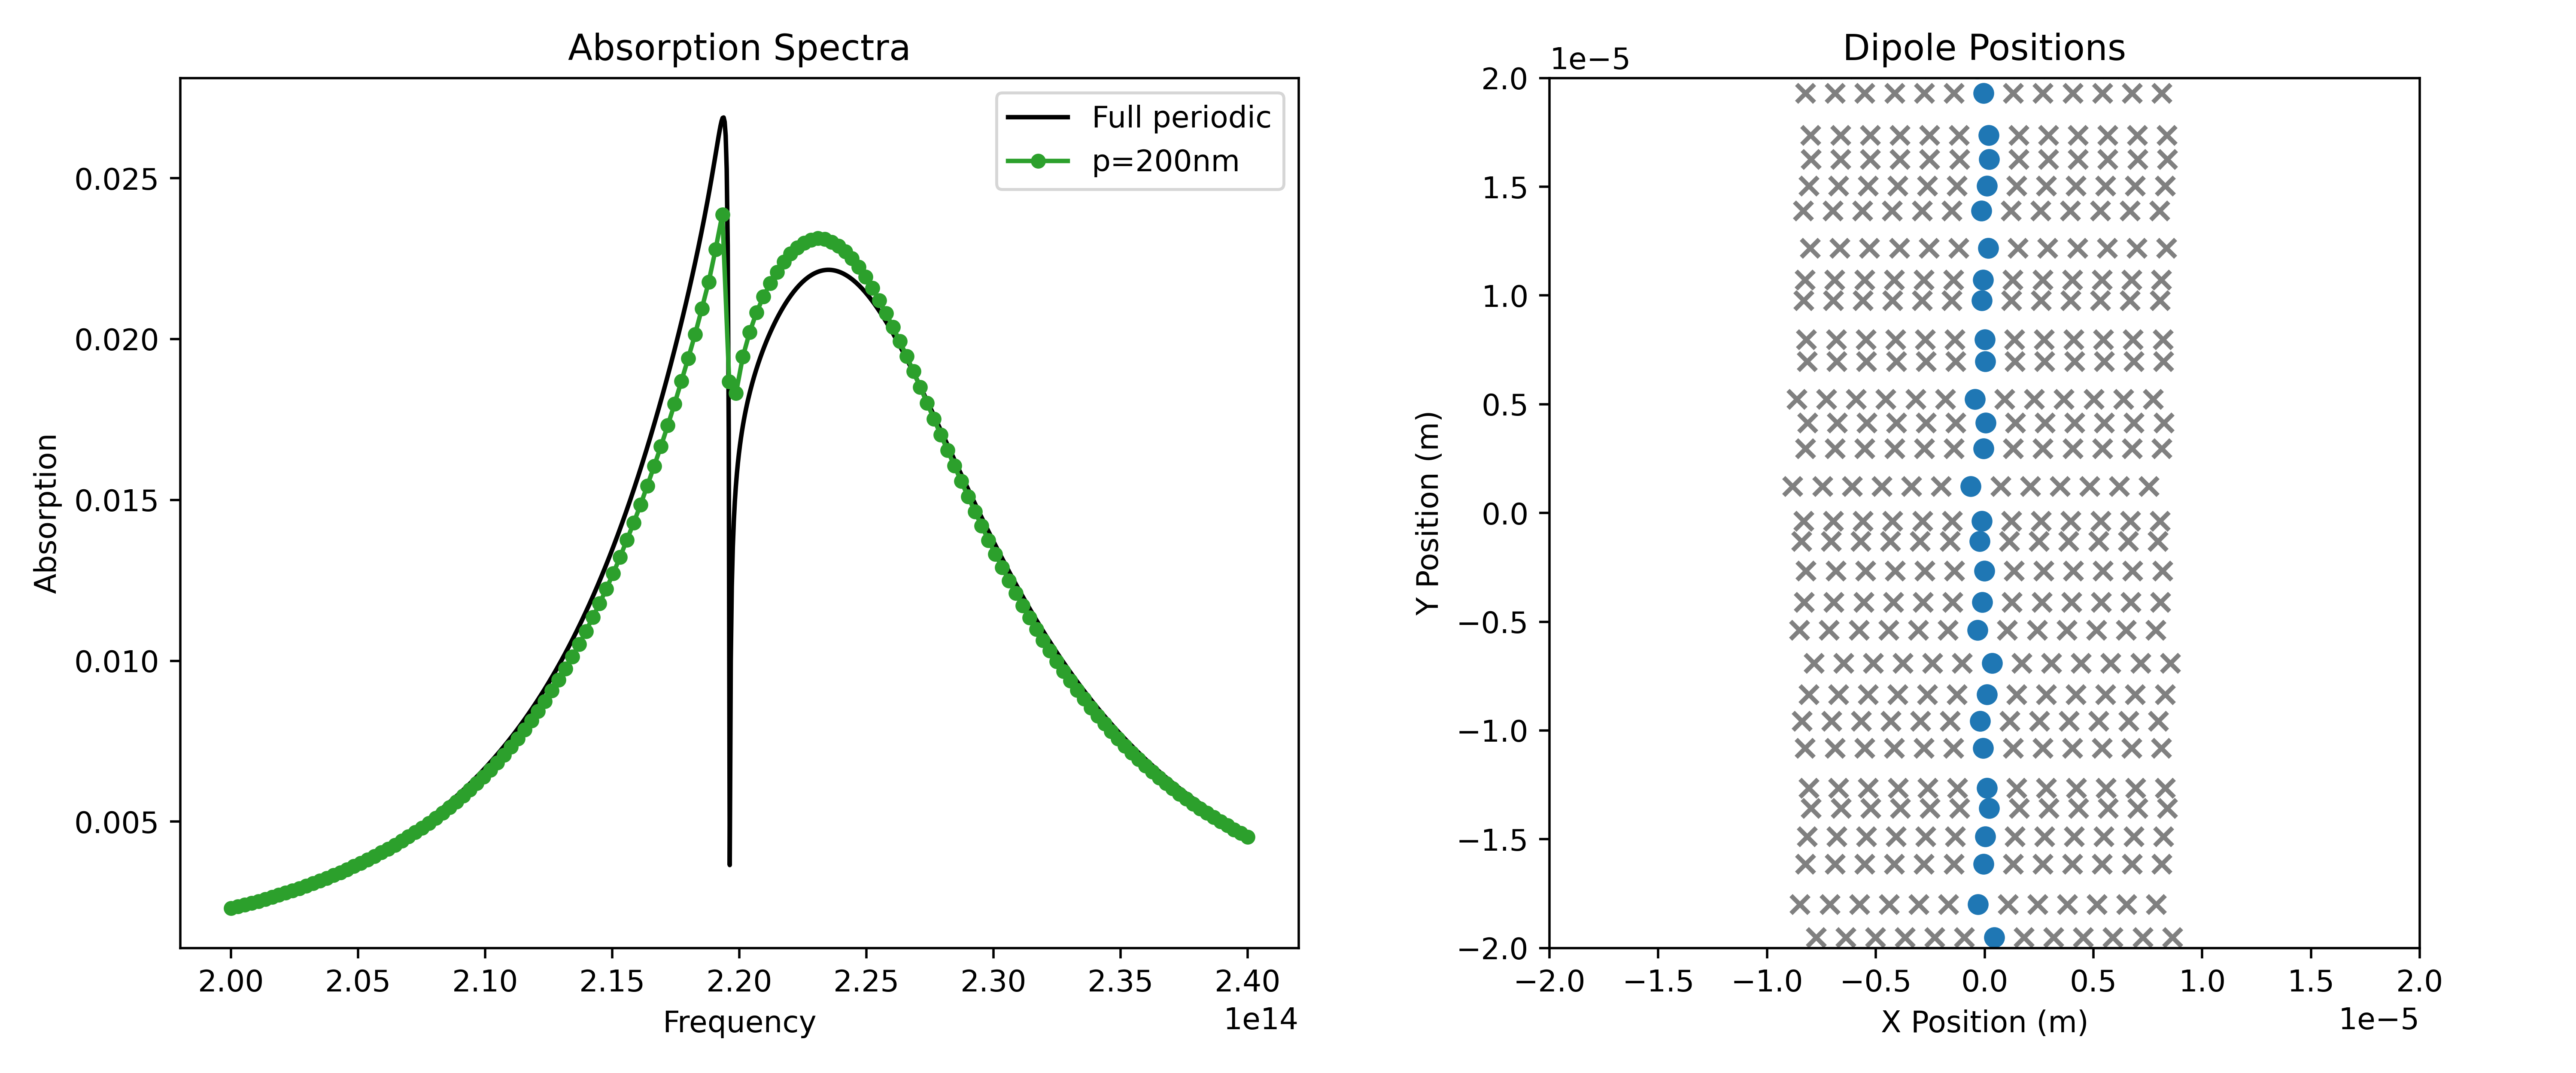 Absorption Spectra
Full periodic
p=200nm
0.025
0.020
0.015
0.010
0.005
Absorption
2.00 2.05 2.10 2.15 2.20 2.25 2.30 2.35 2.40
Frequency
1e14
Dipole Positions
1e−5
2.0
1.5
1.0
0.5
0.0
−0.5
−1.0
−1.5
−2.0
Y Position (m)
−2.0 −1.5 −1.0 −0.5 0.0 0.5 1.0 1.5 2.0
X Position (m)
1e−5